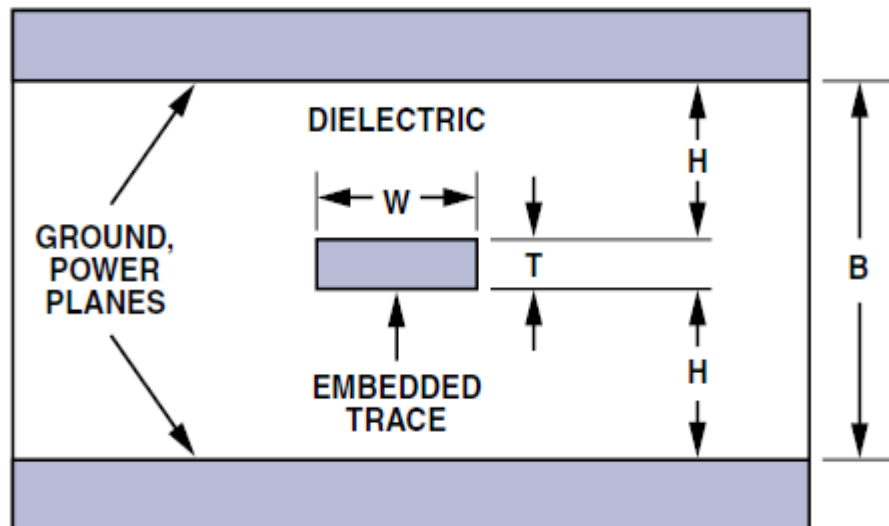 DIELECTRIC
H
W
GROUND,
POWER
PLANES
T
B
H
EMBEDDED
TRACE